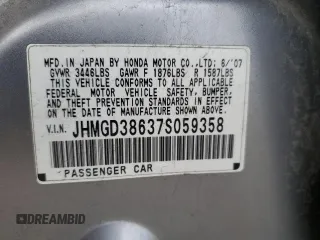 MFD. IN JAPAN BY HONDA MOTOR CO., LTD: 6/'07
GVWR 3446LBS GAWR F 1876LBS R 1587LBS
THIS VEHICLE CONFORMS TO ALL APPLICABLE
FEDERAL MOTOR VEHICLE SAFETY, BUMPER, AND
THEFT PREVENTION STANDARDS IN EFFECT ON
THE DATE OF MANUFACTURE SHOWN ABOVE.
V.I.N. JHMGD38637S059358
PASSENGER CAR
DREAMBID